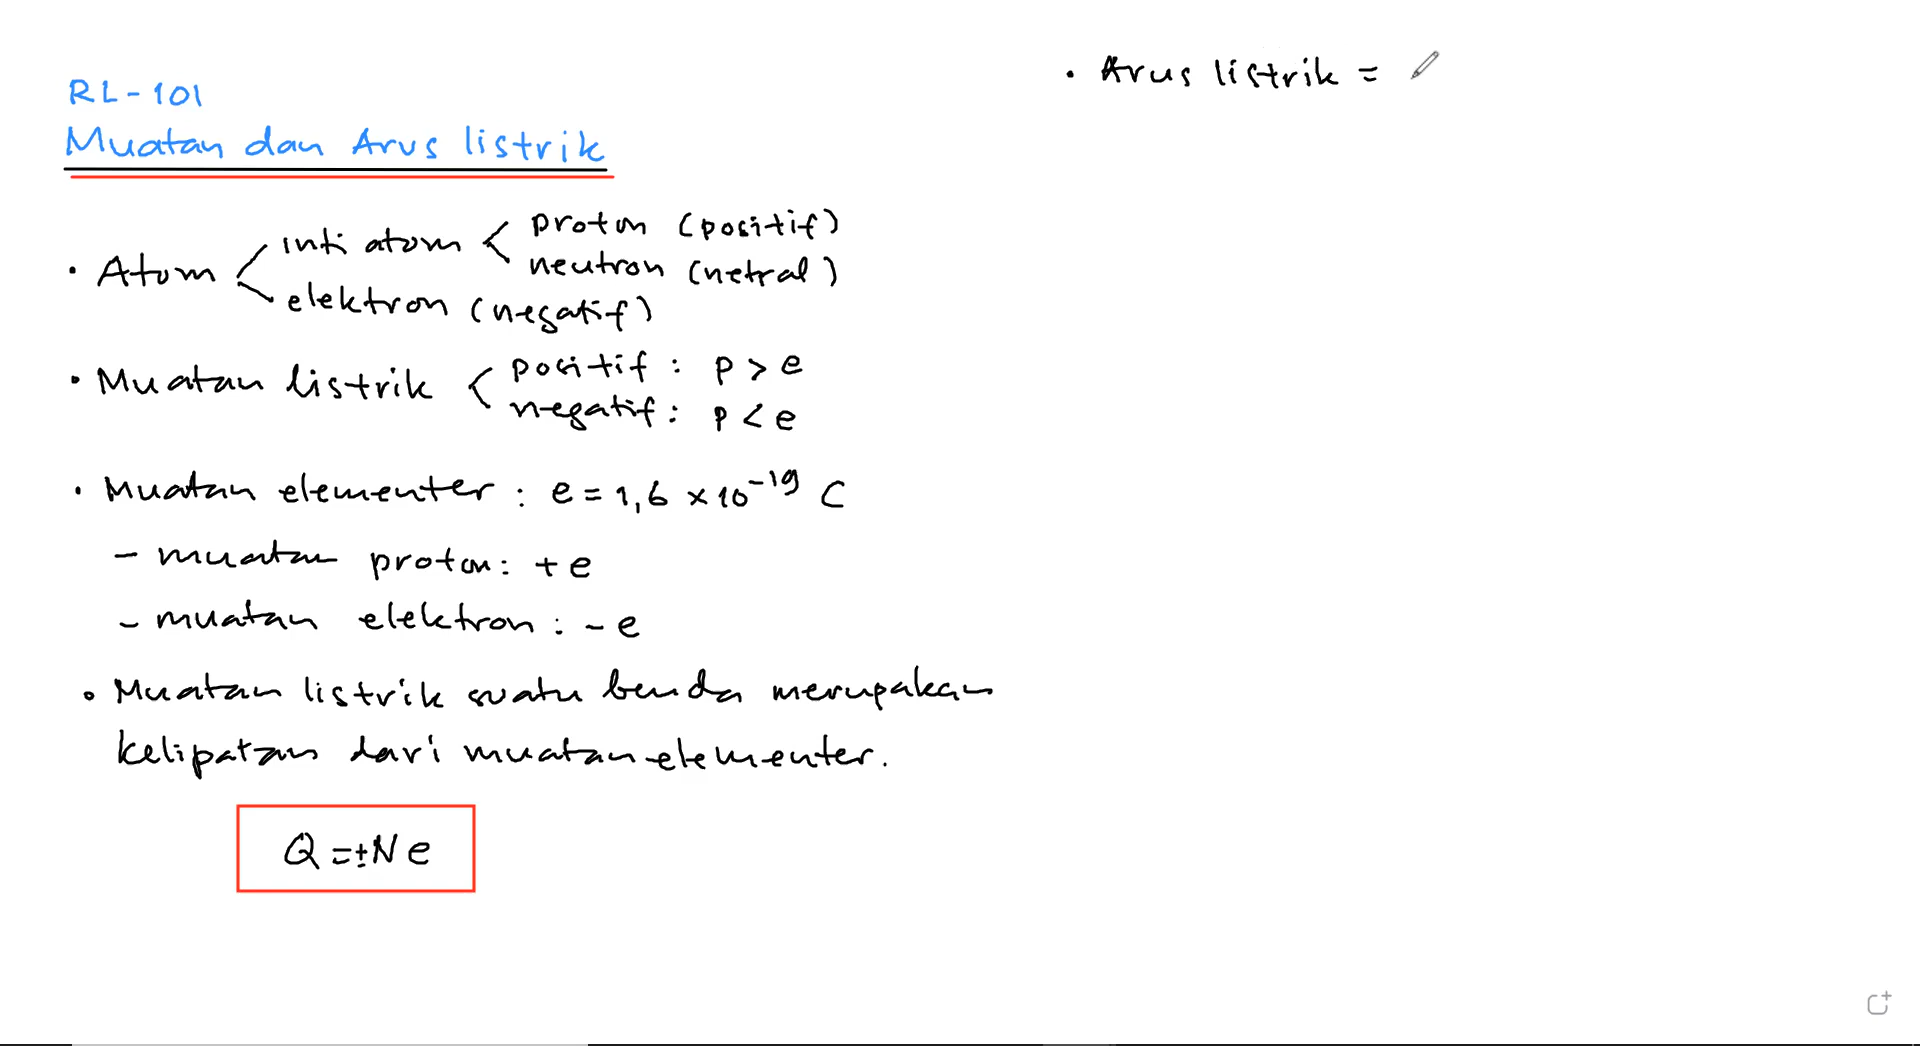 RL-101
Muatan dan Arus listrik
• Atom < inti atom < proton (positif)
neutron (netral)
elektron (negatif)
• Muatan listrik < positif : p > e
negatif : p < e
• Muatan elementer : e = 1,6 × 10⁻¹⁹ C
- muatan proton : + e
- muatan elektron : - e
• Muatan listrik suatu benda merupakan
kelipatan dari muatan elementer.
Q = ± N e
• Arus listrik =